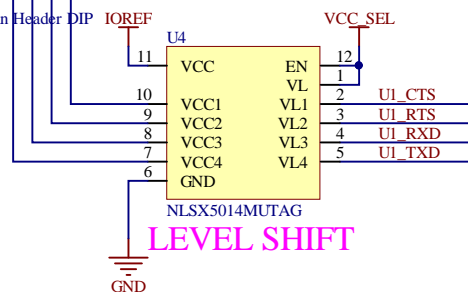 n Header DIP IOREF VCC_SEL
U4
11 VCC EN 12
VL 1
10 VCC1 VL1 2 U1_CTS
9 VCC2 VL2 3 U1_RTS
8 VCC3 VL3 4 U1_RXD
7 VCC4 VL4 5 U1_TXD
6 GND
NLSX5014MUTAG
LEVEL SHIFT
GND